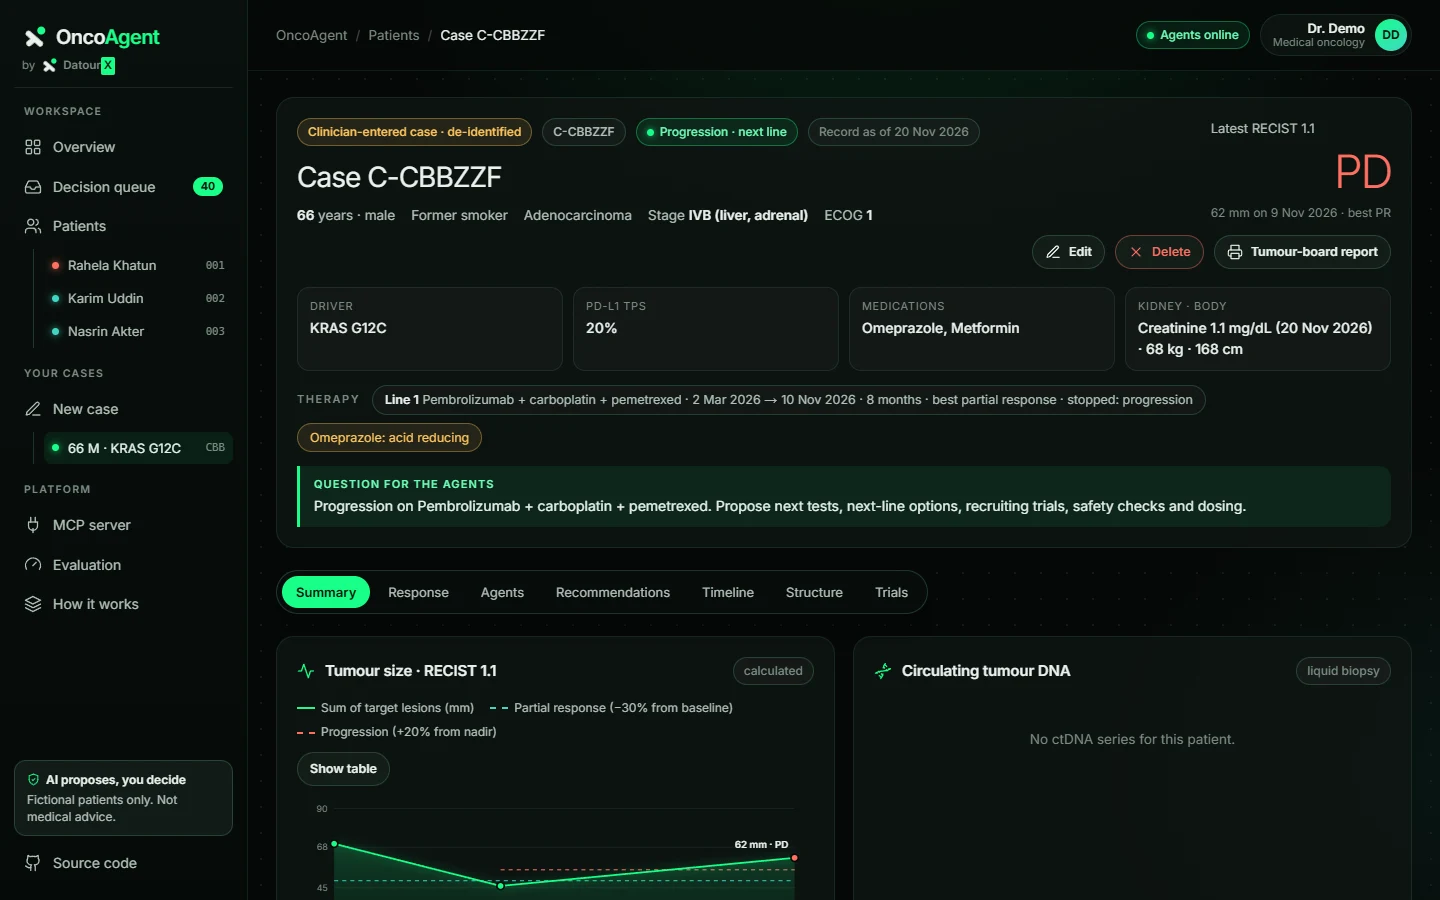 OncoAgent
by DatourX
WORKSPACE
Overview
Decision queue 40
Patients
Rahela Khatun 001
Karim Uddin 002
Nasrin Akter 003
YOUR CASES
New case
66 M · KRAS G12C CBB
PLATFORM
MCP server
Evaluation
How it works
AI proposes, you decide
Fictional patients only. Not
medical advice.
Source code
OncoAgent / Patients / Case C-CBBZZF
Agents online
Dr. Demo
Medical oncology
DD
Clinician-entered case · de-identified C-CBBZZF Progression · next line Record as of 20 Nov 2026
Latest RECIST 1.1
Case C-CBBZZF
PD
66 years · male Former smoker Adenocarcinoma Stage IVB (liver, adrenal) ECOG 1
62 mm on 9 Nov 2026 · best PR
Edit Delete Tumour-board report
DRIVER
KRAS G12C
PD-L1 TPS
20%
MEDICATIONS
Omeprazole, Metformin
KIDNEY · BODY
Creatinine 1.1 mg/dL (20 Nov 2026)
· 68 kg · 168 cm
THERAPY Line 1 Pembrolizumab + carboplatin + pemetrexed · 2 Mar 2026 → 10 Nov 2026 · 8 months · best partial response · stopped: progression
Omeprazole: acid reducing
QUESTION FOR THE AGENTS
Progression on Pembrolizumab + carboplatin + pemetrexed. Propose next tests, next-line options, recruiting trials, safety checks and dosing.
Summary Response Agents Recommendations Timeline Structure Trials
Tumour size · RECIST 1.1 calculated
Sum of target lesions (mm) Partial response (−30% from baseline)
Progression (+20% from nadir)
Show table
90
68
45
62 mm · PD
Circulating tumour DNA liquid biopsy
No ctDNA series for this patient.